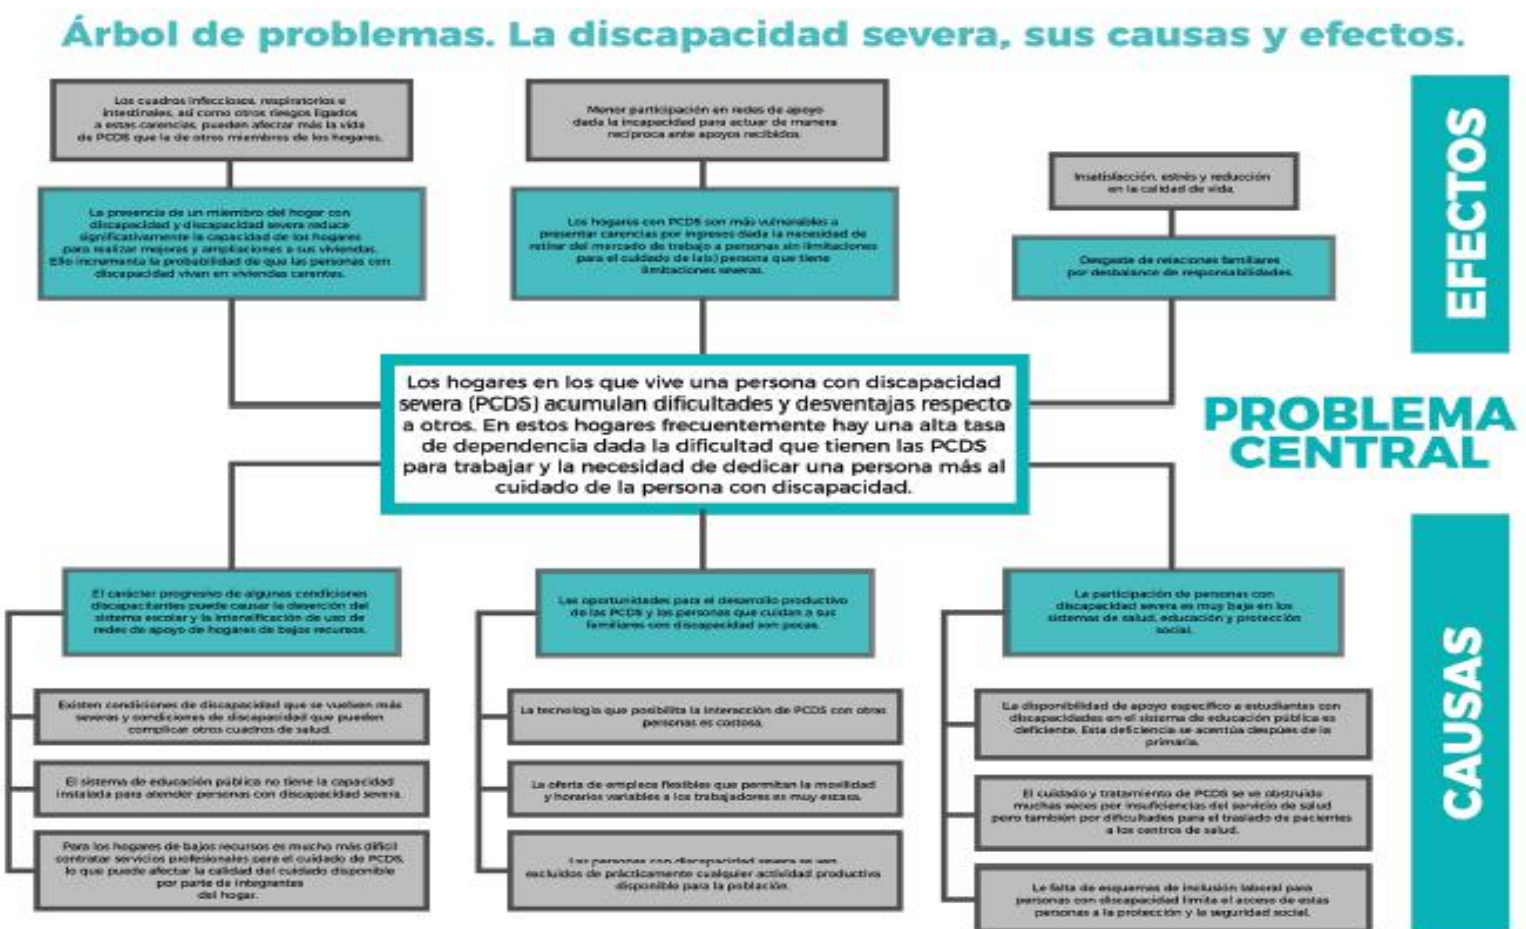 Árbol de problemas. La discapacidad severa, sus causas y efectos.
Los cuadros infecciosos, respiratorios e
intestinales, así como otros riesgos ligados
a estas carencias, pueden afectar más la vida
de PCDS que la de otros miembros de los hogares.
Menor participación en redes de apoyo
dada la incapacidad para actuar de manera
recíproca ante apoyos recibidos.
Insatisfacción, estrés y reducción
en la calidad de vida.
La presencia de un miembro del hogar con
discapacidad y discapacidad severa reduce
significativamente la capacidad de los hogares
para realizar mejoras y ampliaciones a sus viviendas.
Ello incrementa la probabilidad de que las personas con
discapacidad vivan en viviendas carentes.
Los hogares con PCDS son más vulnerables a
presentar carencias por ingresos dada la necesidad de
retirar del mercado de trabajo a personas sin limitaciones
para el cuidado de la(s) persona que tiene
limitaciones severas.
Desgaste de relaciones familiares
por desbalance de responsabilidades.
EFECTOS
Los hogares en los que vive una persona con discapacidad
severa (PCDS) acumulan dificultades y desventajas respecto
a otros. En estos hogares frecuentemente hay una alta tasa
de dependencia dada la dificultad que tienen las PCDS
para trabajar y la necesidad de dedicar una persona más al
cuidado de la persona con discapacidad.
PROBLEMA
CENTRAL
El carácter progresivo de algunas condiciones
discapacitantes puede causar la deserción del
sistema escolar y la intensificación de uso de
redes de apoyo de hogares de bajos recursos.
Existen condiciones de discapacidad que se vuelven más
severas y condiciones de discapacidad que pueden
complicar otros cuadros de salud.
El sistema de educación pública no tiene la capacidad
instalada para atender personas con discapacidad severa.
Para los hogares de bajos recursos es mucho más difícil
contratar servicios profesionales para el cuidado de PCDS,
lo que puede afectar la calidad del cuidado disponible
por parte de integrantes
del hogar.
Las oportunidades para el desarrollo productivo
de las PCDS y las personas que cuidan a sus
familiares con discapacidad son pocas.
La tecnología que posibilita la interacción de PCDS con otras
personas es costosa.
La oferta de empleos flexibles que permitan la movilidad
y horarios variables a los trabajadores es muy escasa.
Las personas con discapacidad severa se ven
excluidos de prácticamente cualquier actividad productiva
disponible para la población.
La participación de personas con
discapacidad severa es muy baja en los
sistemas de salud, educación y protección
social.
La disponibilidad de apoyo específico a estudiantes con
discapacidades en el sistema de educación pública es
deficiente. Esta deficiencia se acentúa despúes de la
primaria.
El cuidado y tratamiento de PCDS se ve obstruido
muchas veces por insuficiencias del servicio de salud
pero también por dificultades para el traslado de pacientes
a los centros de salud.
La falta de esquemas de inclusión laboral para
personas con discapacidad limita el acceso de estas
personas a la protección y la seguridad social.
CAUSAS